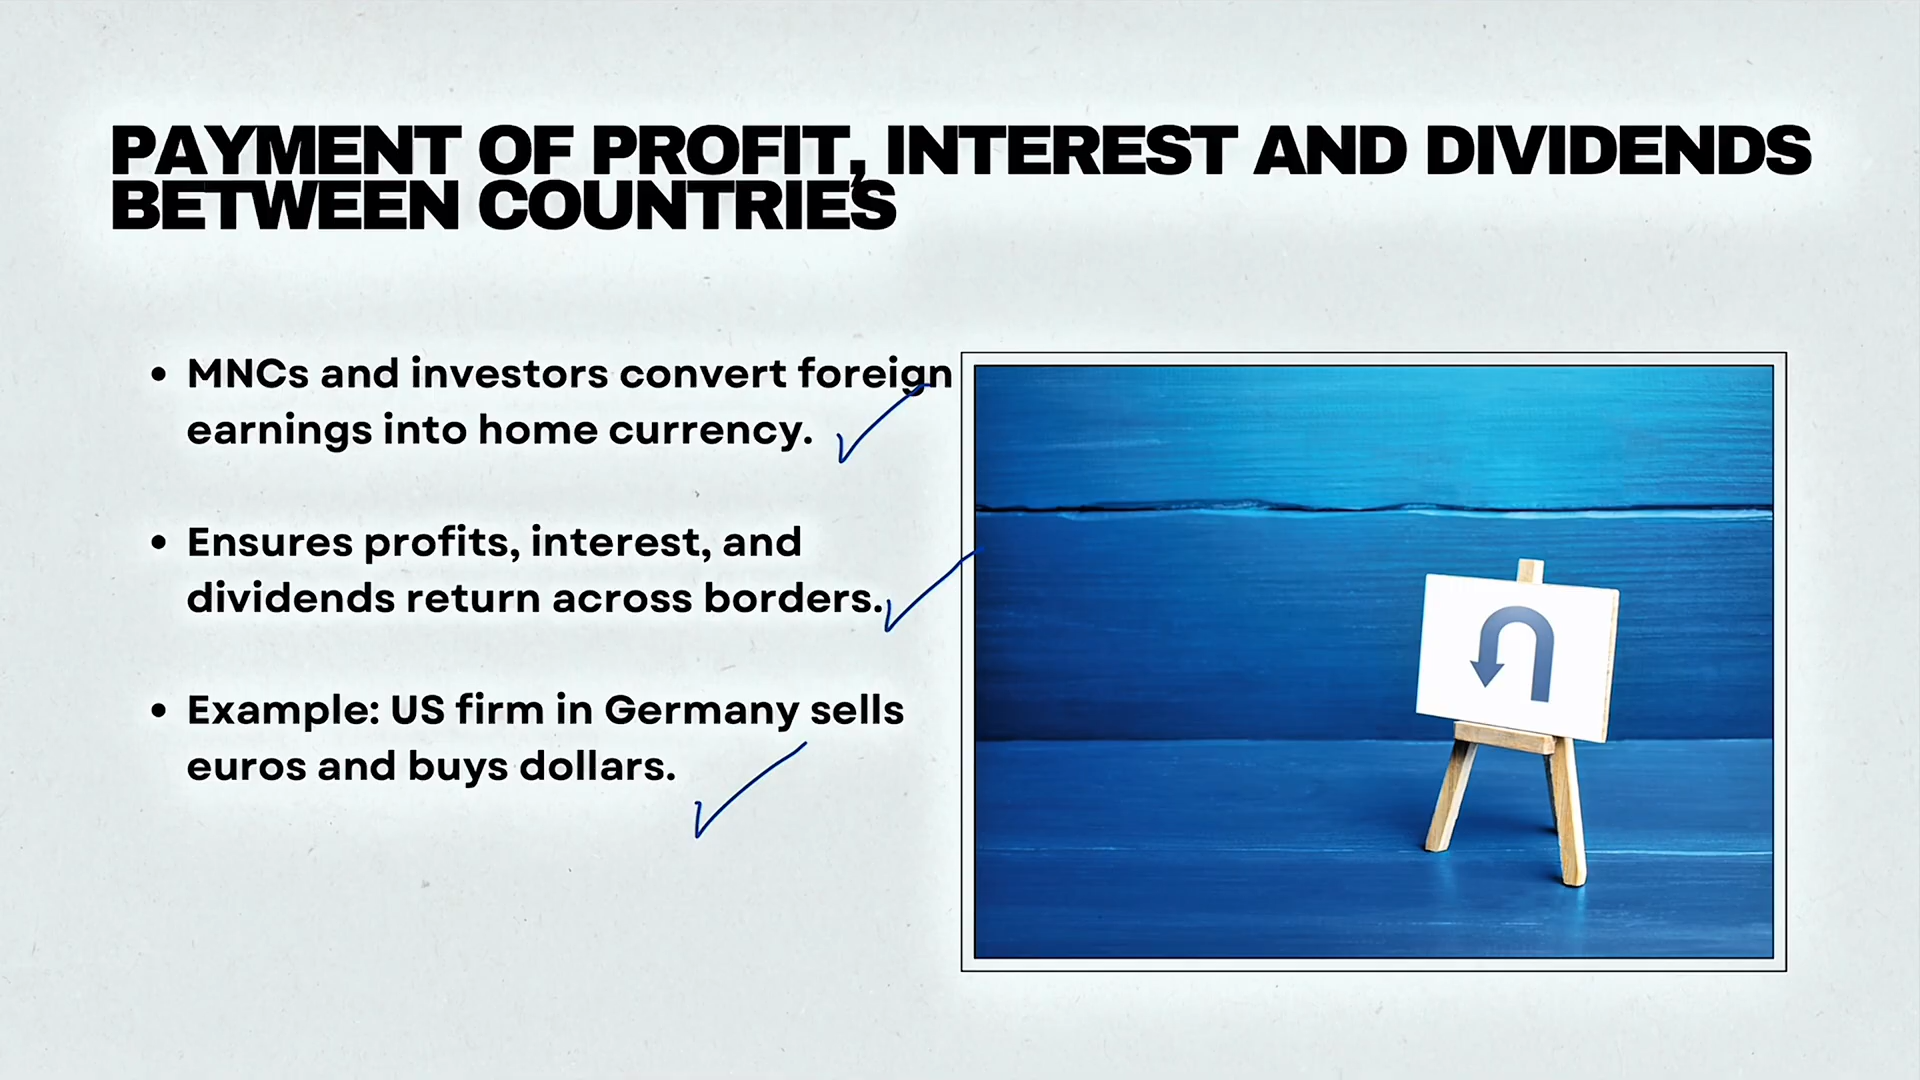 PAYMENT OF PROFIT, INTEREST AND DIVIDENDS
BETWEEN COUNTRIES
• MNCs and investors convert foreign
earnings into home currency.
• Ensures profits, interest, and
dividends return across borders.
• Example: US firm in Germany sells
euros and buys dollars.